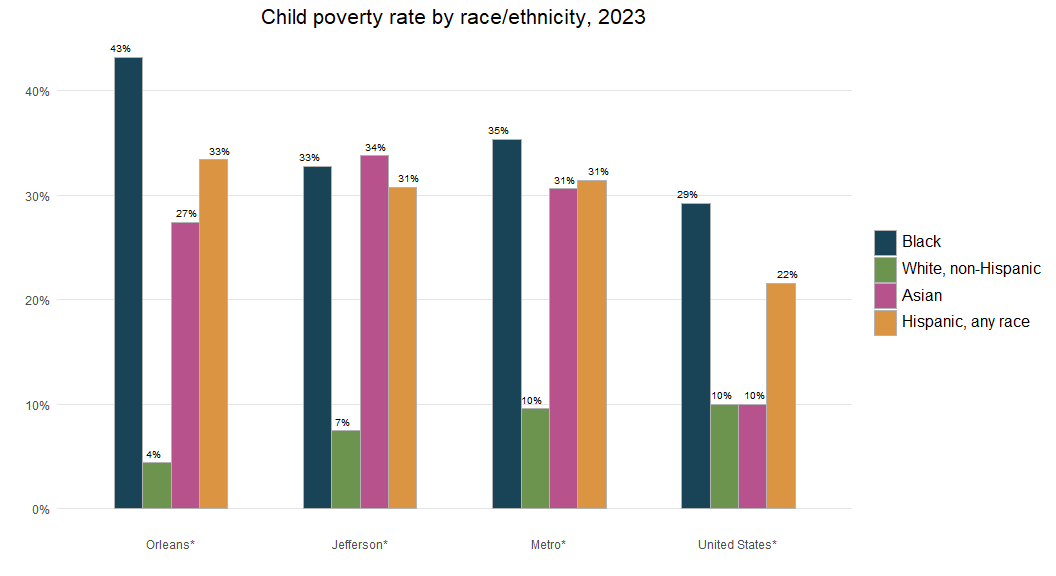 Child poverty rate by race/ethnicity, 2023
43%
4%
27%
33%
33%
7%
34%
31%
35%
10%
31%
31%
29%
10%
10%
22%
40%
30%
20%
10%
0%
Orleans*
Jefferson*
Metro*
United States*
Black
White, non-Hispanic
Asian
Hispanic, any race